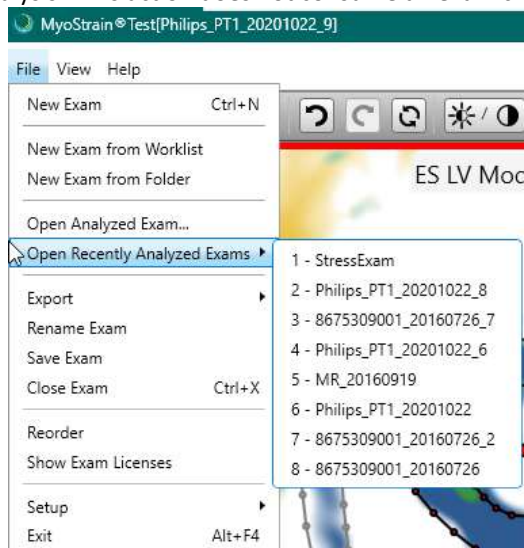 MyoStrain®Test[Philips_PT1_20201022_9]
File View Help
New Exam Ctrl+N
New Exam from Worklist
New Exam from Folder
Open Analyzed Exam...
Open Recently Analyzed Exams
Export
Rename Exam
Save Exam
Close Exam Ctrl+X
Reorder
Show Exam Licenses
Setup
Exit Alt+F4
ES LV Mod
1 - StressExam
2 - Philips_PT1_20201022_8
3 - 8675309001_20160726_7
4 - Philips_PT1_20201022_6
5 - MR_20160919
6 - Philips_PT1_20201022
7 - 8675309001_20160726_2
8 - 8675309001_20160726